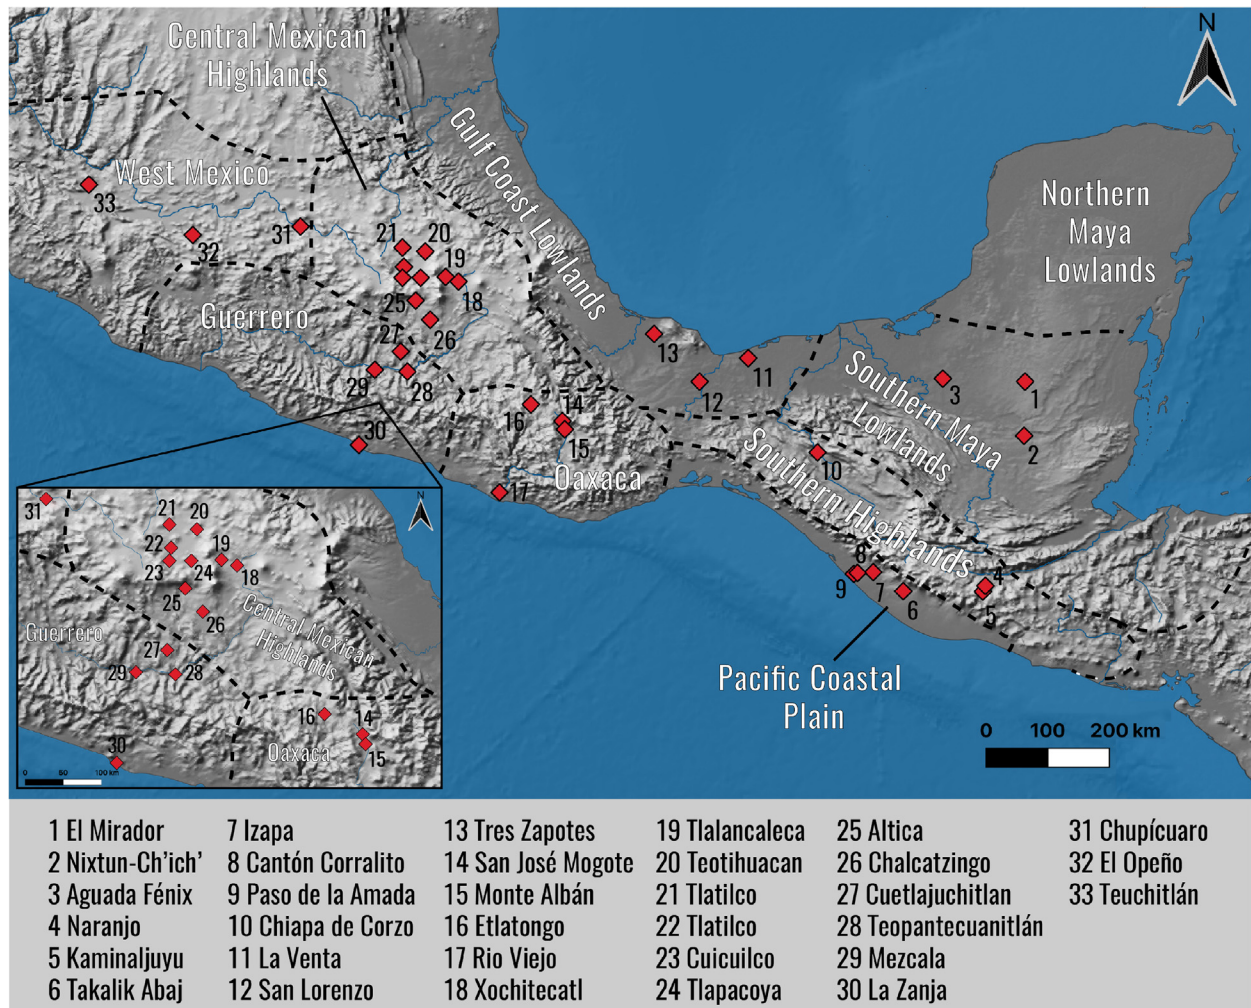 Central Mexican
Highlands
N
Gulf Coast Lowlands
West Mexico
33
32
31
Northern
Maya
Lowlands
21
20
19
18
25
26
27
Guerrero
29
28
13
11
12
Southern Maya
Lowlands
3
1
2
30
16
14
15
Oaxaca
17
10
Southern Highlands
8
9
7
6
4
5
Pacific Coastal
Plain
0 100 200 km
N
31
21
20
22
19
23
24
18
25
26
Central Mexican
Highlands
Guerrero
27
29
28
16
14
Oaxaca
15
30
0 50 100 km
1 El Mirador
2 Nixtun-Ch'ich'
3 Aguada Fénix
4 Naranjo
5 Kaminaljuyu
6 Takalik Abaj
7 Izapa
8 Cantón Corralito
9 Paso de la Amada
10 Chiapa de Corzo
11 La Venta
12 San Lorenzo
13 Tres Zapotes
14 San José Mogote
15 Monte Albán
16 Etlatongo
17 Rio Viejo
18 Xochitecatl
19 Tlalancaleca
20 Teotihuacan
21 Tlatilco
22 Tlatilco
23 Cuicuilco
24 Tlapacoya
25 Altica
26 Chalcatzingo
27 Cuetlajuchitlan
28 Teopantecuanitlán
29 Mezcala
30 La Zanja
31 Chupícuaro
32 El Opeño
33 Teuchitlán